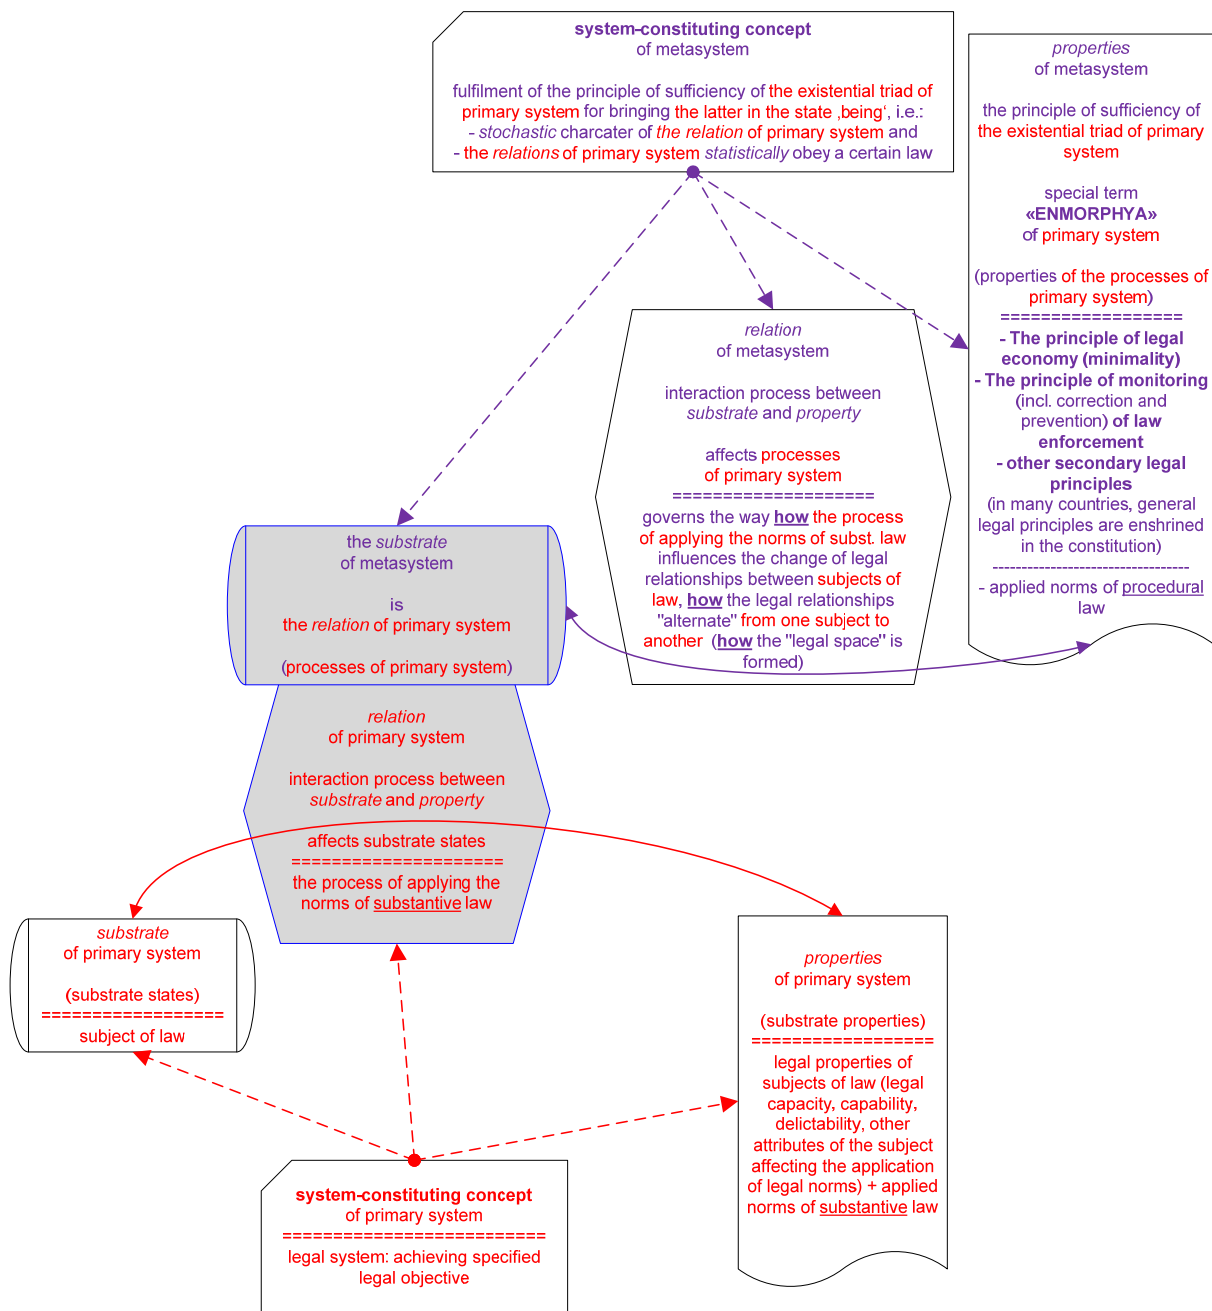 system-constituting concept
of metasystem
fulfilment of the principle of sufficiency of the existential triad of
primary system for bringing the latter in the state ‚being‘, i.e.:
- stochastic charcater of the relation of primary system and
- the relations of primary system statistically obey a certain law
properties
of metasystem
the principle of sufficiency of
the existential triad of primary
system
special term
«ENMORPHYA»
of primary system
(properties of the processes of
primary system)
==================
- The principle of legal
economy (minimality)
- The principle of monitoring
(incl. correction and
prevention) of law
enforcement
- other secondary legal
principles
(in many countries, general
legal principles are enshrined
in the constitution)
---------------------------------
- applied norms of procedural
law
relation
of metasystem
interaction process between
substrate and property
affects processes
of primary system
====================
governs the way how the process
of applying the norms of subst. law
influences the change of legal
relationships between subjects of
law, how the legal relationships
"alternate" from one subject to
another (how the "legal space" is
formed)
the substrate
of metasystem
is
the relation of primary system
(processes of primary system)
relation
of primary system
interaction process between
substrate and property
affects substrate states
=====================
the process of applying the
norms of substantive law
substrate
of primary system
(substrate states)
==================
subject of law
properties
of primary system
(substrate properties)
==================
legal properties of
subjects of law (legal
capacity, capability,
delictability, other
attributes of the subject
affecting the application
of legal norms) + applied
norms of substantive law
system-constituting concept
of primary system
==========================
legal system: achieving specified
legal objective